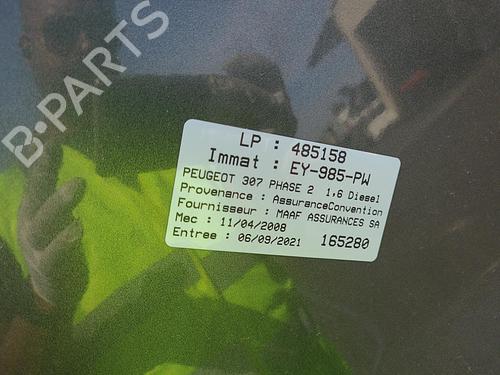 B-PARTS
LP : 485158
Immat : EY-985-PW
PEUGEOT 307 PHASE 2 1,6 Diesel
Provenance : AssuranceConvention
Fournisseur : MAAF ASSURANCES SA
Mec : 11/04/2008
Entree : 06/09/2021 165280